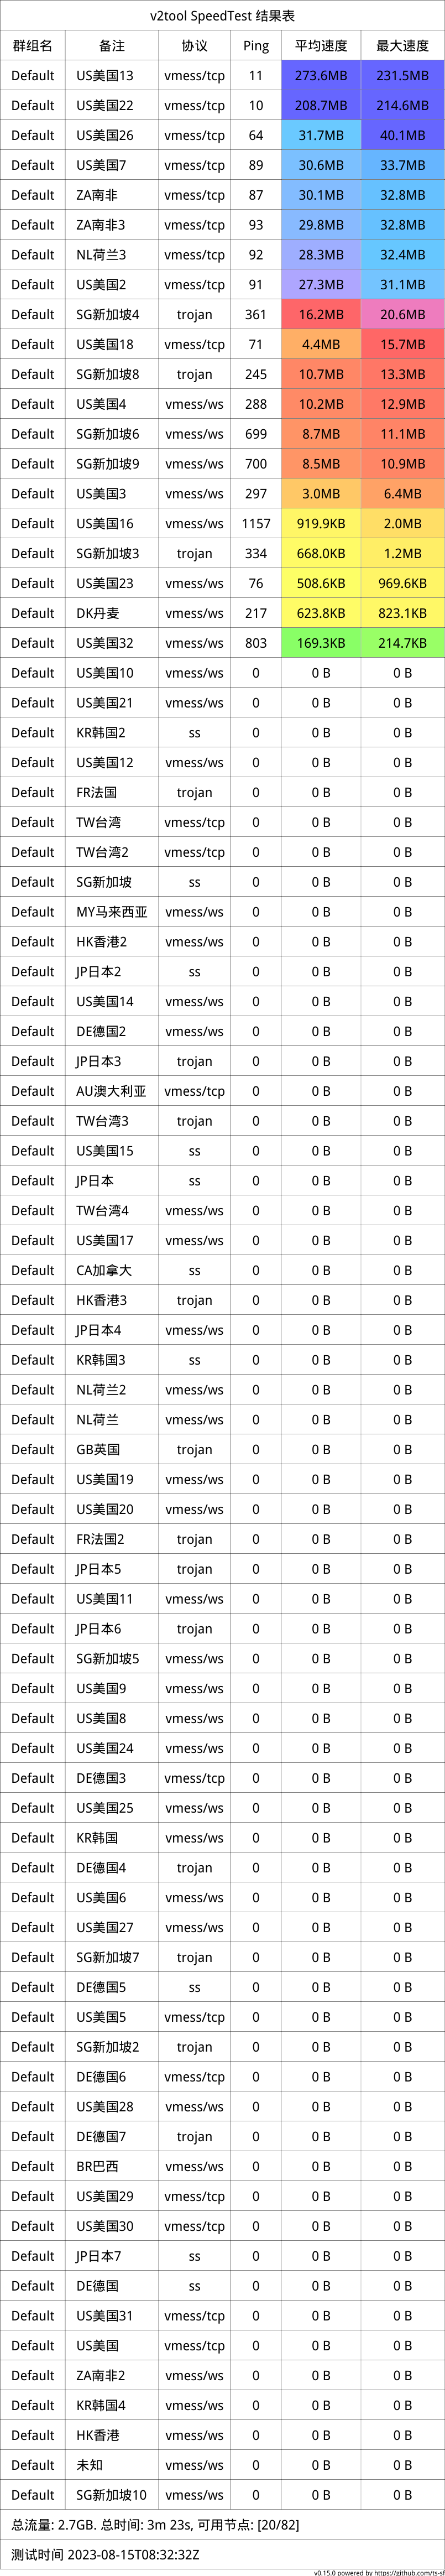 v2tool SpeedTest 结果表
群组名 备注 协议 Ping 平均速度 最大速度
Default US美国13 vmess/tcp 11 273.6MB 231.5MB
Default US美国22 vmess/tcp 10 208.7MB 214.6MB
Default US美国26 vmess/tcp 64 31.7MB 40.1MB
Default US美国7 vmess/tcp 89 30.6MB 33.7MB
Default ZA南非 vmess/tcp 87 30.1MB 32.8MB
Default ZA南非3 vmess/tcp 93 29.8MB 32.8MB
Default NL荷兰3 vmess/tcp 92 28.3MB 32.4MB
Default US美国2 vmess/tcp 91 27.3MB 31.1MB
Default SG新加坡4 trojan 361 16.2MB 20.6MB
Default US美国18 vmess/tcp 71 4.4MB 15.7MB
Default SG新加坡8 trojan 245 10.7MB 13.3MB
Default US美国4 vmess/ws 288 10.2MB 12.9MB
Default SG新加坡6 vmess/ws 699 8.7MB 11.1MB
Default SG新加坡9 vmess/ws 700 8.5MB 10.9MB
Default US美国3 vmess/ws 297 3.0MB 6.4MB
Default US美国16 vmess/ws 1157 919.9KB 2.0MB
Default SG新加坡3 trojan 334 668.0KB 1.2MB
Default US美国23 vmess/ws 76 508.6KB 969.6KB
Default DK丹麦 vmess/ws 217 623.8KB 823.1KB
Default US美国32 vmess/ws 803 169.3KB 214.7KB
Default US美国10 vmess/ws 0 0 B 0 B
Default US美国21 vmess/ws 0 0 B 0 B
Default KR韩国2 ss 0 0 B 0 B
Default US美国12 vmess/ws 0 0 B 0 B
Default FR法国 trojan 0 0 B 0 B
Default TW台湾 vmess/tcp 0 0 B 0 B
Default TW台湾2 vmess/tcp 0 0 B 0 B
Default SG新加坡 ss 0 0 B 0 B
Default MY马来西亚 vmess/ws 0 0 B 0 B
Default HK香港2 vmess/ws 0 0 B 0 B
Default JP日本2 ss 0 0 B 0 B
Default US美国14 vmess/ws 0 0 B 0 B
Default DE德国2 vmess/ws 0 0 B 0 B
Default JP日本3 trojan 0 0 B 0 B
Default AU澳大利亚 vmess/tcp 0 0 B 0 B
Default TW台湾3 trojan 0 0 B 0 B
Default US美国15 ss 0 0 B 0 B
Default JP日本 ss 0 0 B 0 B
Default TW台湾4 vmess/ws 0 0 B 0 B
Default US美国17 vmess/ws 0 0 B 0 B
Default CA加拿大 ss 0 0 B 0 B
Default HK香港3 trojan 0 0 B 0 B
Default JP日本4 vmess/ws 0 0 B 0 B
Default KR韩国3 ss 0 0 B 0 B
Default NL荷兰2 vmess/ws 0 0 B 0 B
Default NL荷兰 vmess/ws 0 0 B 0 B
Default GB英国 trojan 0 0 B 0 B
Default US美国19 vmess/ws 0 0 B 0 B
Default US美国20 vmess/ws 0 0 B 0 B
Default FR法国2 trojan 0 0 B 0 B
Default JP日本5 trojan 0 0 B 0 B
Default US美国11 vmess/ws 0 0 B 0 B
Default JP日本6 trojan 0 0 B 0 B
Default SG新加坡5 vmess/ws 0 0 B 0 B
Default US美国9 vmess/ws 0 0 B 0 B
Default US美国8 vmess/ws 0 0 B 0 B
Default US美国24 vmess/ws 0 0 B 0 B
Default DE德国3 vmess/tcp 0 0 B 0 B
Default US美国25 vmess/ws 0 0 B 0 B
Default KR韩国 vmess/ws 0 0 B 0 B
Default DE德国4 trojan 0 0 B 0 B
Default US美国6 vmess/ws 0 0 B 0 B
Default US美国27 vmess/ws 0 0 B 0 B
Default SG新加坡7 trojan 0 0 B 0 B
Default DE德国5 ss 0 0 B 0 B
Default US美国5 vmess/tcp 0 0 B 0 B
Default SG新加坡2 trojan 0 0 B 0 B
Default DE德国6 vmess/tcp 0 0 B 0 B
Default US美国28 vmess/ws 0 0 B 0 B
Default DE德国7 trojan 0 0 B 0 B
Default BR巴西 vmess/ws 0 0 B 0 B
Default US美国29 vmess/tcp 0 0 B 0 B
Default US美国30 vmess/tcp 0 0 B 0 B
Default JP日本7 ss 0 0 B 0 B
Default DE德国 ss 0 0 B 0 B
Default US美国31 vmess/tcp 0 0 B 0 B
Default US美国 vmess/tcp 0 0 B 0 B
Default ZA南非2 vmess/ws 0 0 B 0 B
Default KR韩国4 vmess/ws 0 0 B 0 B
Default HK香港 vmess/ws 0 0 B 0 B
Default 未知 vmess/ws 0 0 B 0 B
Default SG新加坡10 vmess/ws 0 0 B 0 B
总流量: 2.7GB. 总时间: 3m 23s, 可用节点: [20/82]
测试时间 2023-08-15T08:32:32Z
v0.15.0 powered by https://github.com/ts-sf